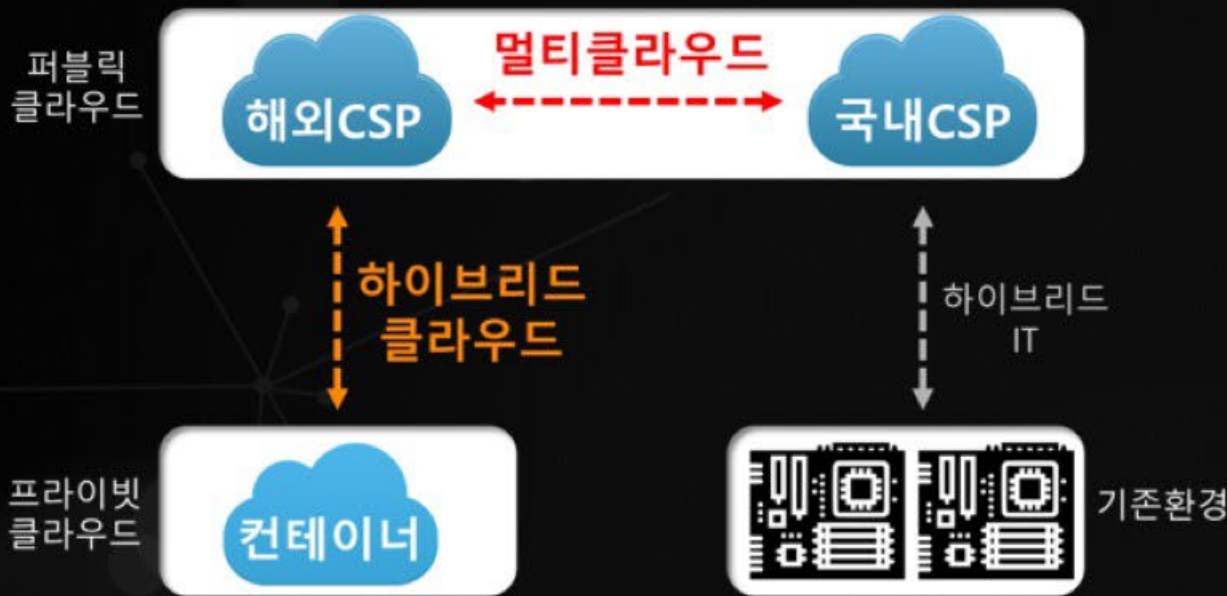 멀티클라우드
퍼블릭
클라우드
해외CSP
국내CSP
하이브리드
클라우드
하이브리드
IT
프라이빗
클라우드
컨테이너
기존환경